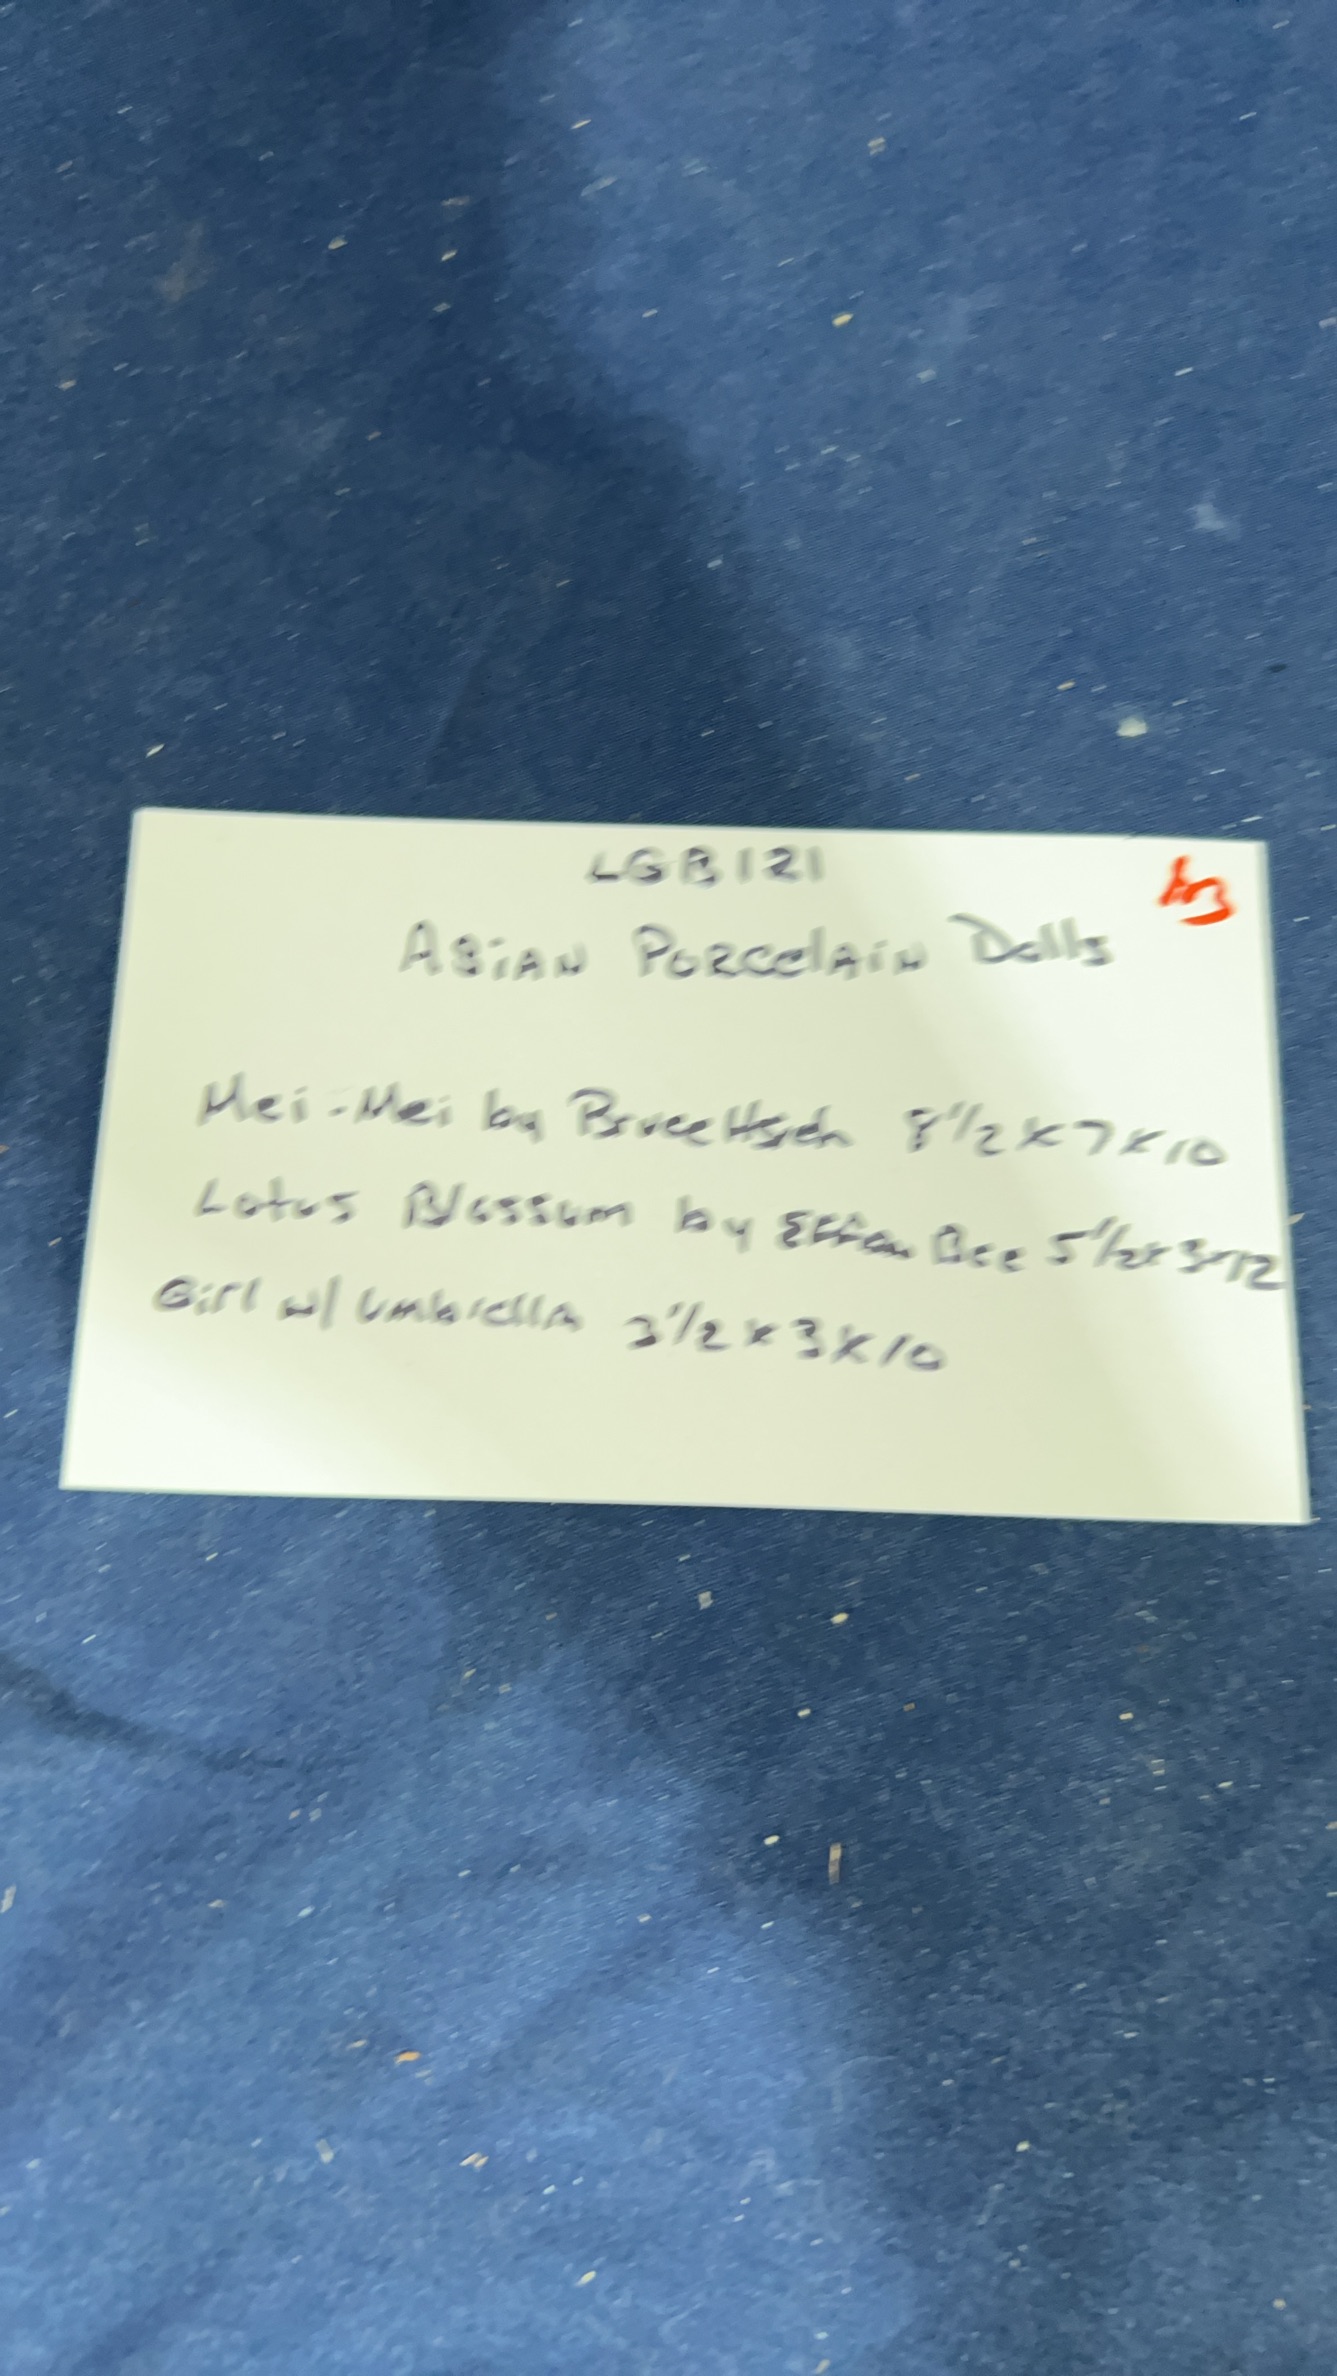 LGB121
Asian Porcelain Dolls
Mei-Mei by Bruce Hsieh 8 1/2 x 7 x 10
Lotus Blossum by Effan Bee 5 1/2 x 3 x 12
Girl w/ Umbrella 3 1/2 x 3 x 10